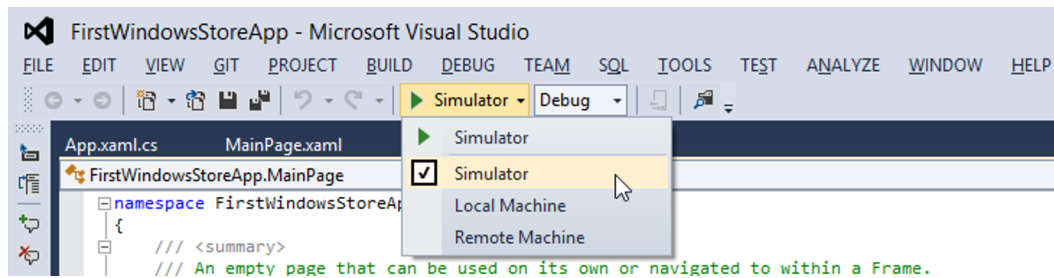 FirstWindowsStoreApp - Microsoft Visual Studio
FILE EDIT VIEW GIT PROJECT BUILD DEBUG TEAM SQL TOOLS TEST ANALYZE WINDOW HELP
Simulator Debug
Simulator
App.xaml.cs MainPage.xaml
FirstWindowsStoreApp.MainPage
Simulator
namespace FirstWindowsStoreAp
Local Machine
{
Remote Machine
/// <summary>
/// An empty page that can be used on its own or navigated to within a Frame.